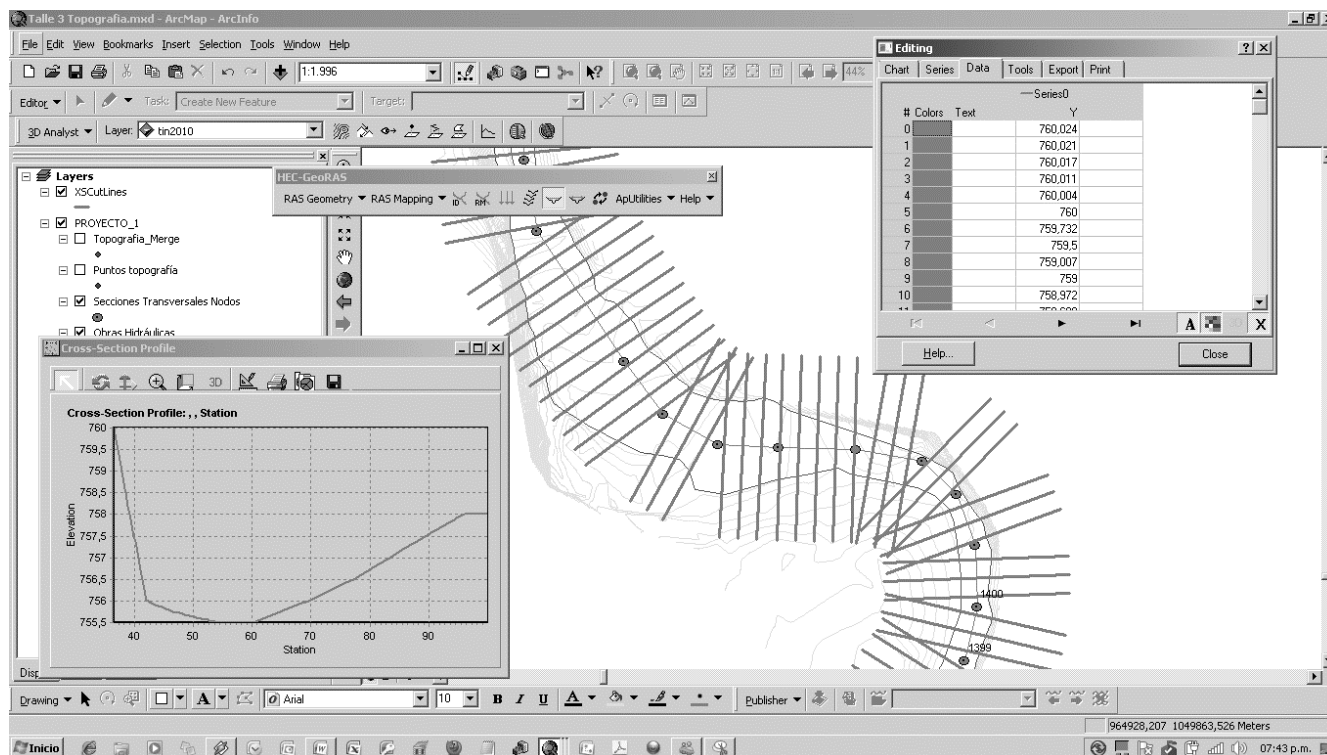 Talle 3 Topografia.mxd - ArcMap - ArcInfo
File Edit View Bookmarks Insert Selection Tools Window Help
1:1.996
44%
Editor Task: Create New Feature Target:
3D Analyst Layer: tin2010
Layers
XSCutLines
PROYECTO_1
Topografia_Merge
Puntos topografía
Secciones Transversales Nodos
Obras Hidráulicas
HEC-GeoRAS
RAS Geometry RAS Mapping ID RM ApUtilities Help
Editing
Chart Series Data Tools Export Print
Series0
# Colors Text Y
0 760,024
1 760,021
2 760,017
3 760,011
4 760,004
5 760
6 759,732
7 759,5
8 759,007
9 759
10 758,972
A 3D X
Help... Close
Cross-Section Profile
3D
Cross-Section Profile: , , Station
760
759,5
759
758,5
758
757,5
757
756,5
756
755,5
Elevation
40 50 60 70 80 90
Station
1400
1399
Drawing A Arial 10 B I U A Publisher
964928,207 1049863,526 Meters
Inicio 07:43 p.m.